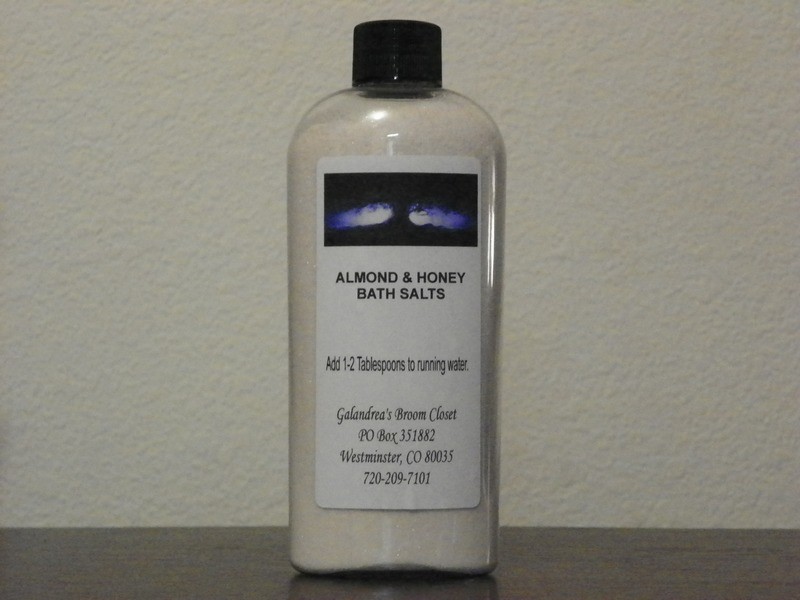 ALMOND & HONEY
BATH SALTS
Add 1-2 Tablespoons to running water.
Galandrea's Broom Closet
PO Box 351882
Westminster, CO 80035
720-209-7101